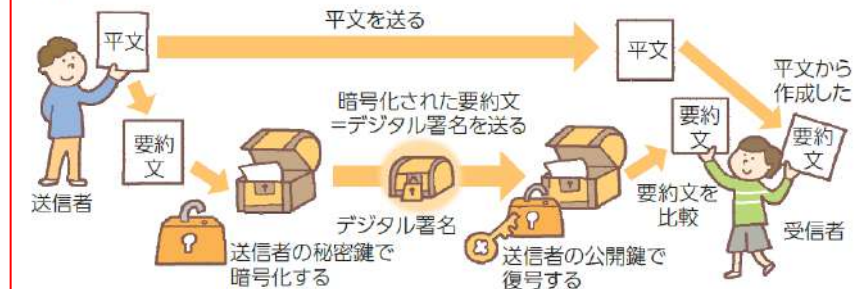 平文を送る
平文
平文
平文から
作成した
暗号化された要約文
=デジタル署名を送る
要約
文
要約
文
要約
文
送信者
デジタル署名
要約文を
比較
受信者
送信者の秘密鍵で
暗号化する
送信者の公開鍵で
復号する